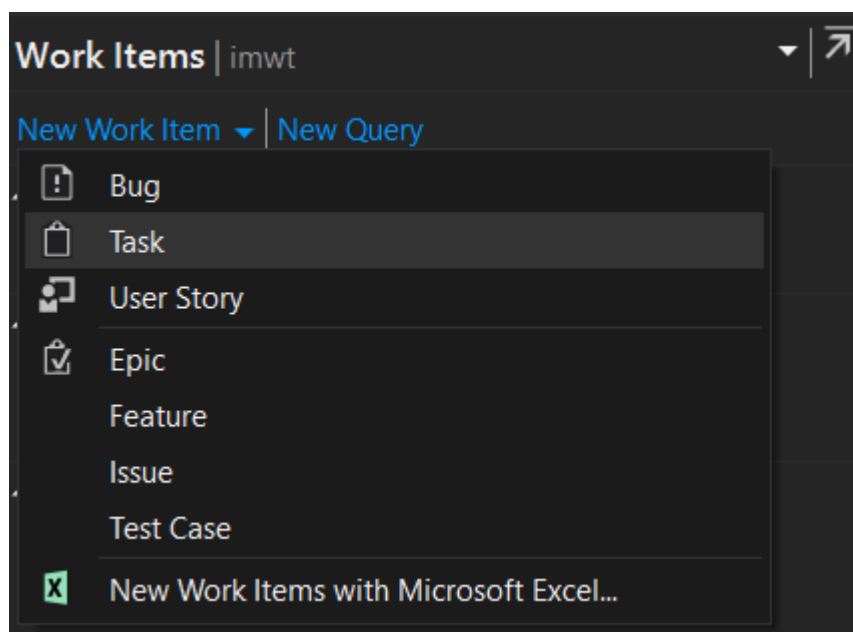 Work Items | imwt
New Work Item | New Query
Bug
Task
User Story
Epic
Feature
Issue
Test Case
New Work Items with Microsoft Excel...